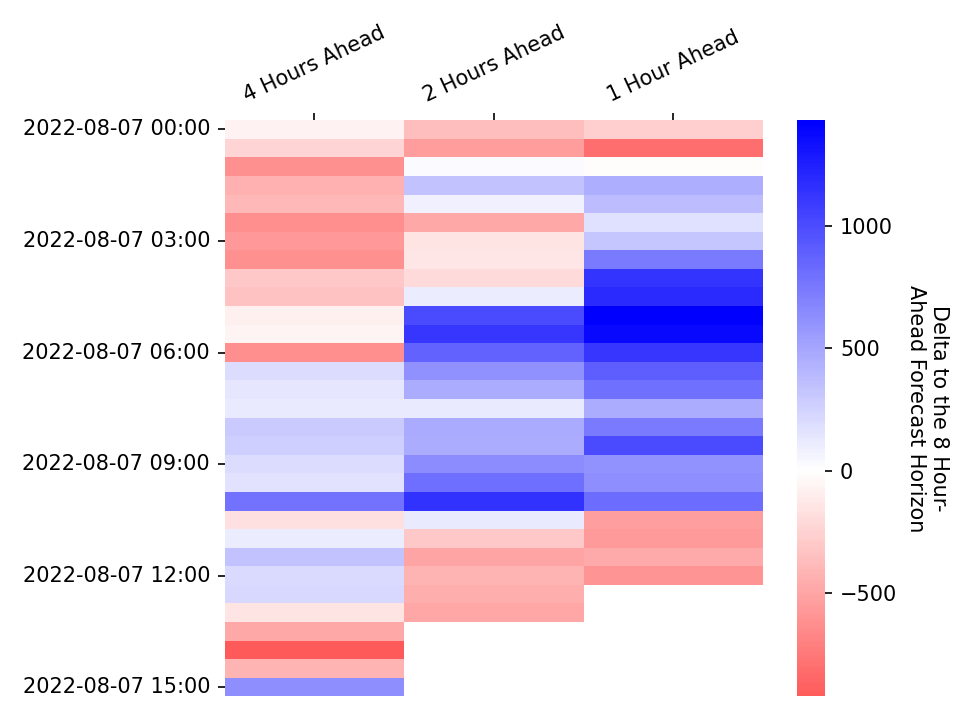 4 Hours Ahead
2 Hours Ahead
1 Hour Ahead
2022-08-07 00:00
2022-08-07 03:00
2022-08-07 06:00
2022-08-07 09:00
2022-08-07 12:00
2022-08-07 15:00
1000
500
0
−500
Delta to the 8 Hour-
Ahead Forecast Horizon